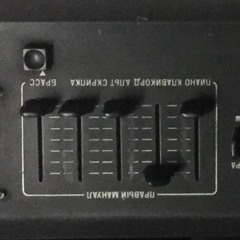 ПРАВЫЙ МАНУАЛ
ПИАНО КЛАВИКОРД АЛЬТ СКРИПКА БРАСС